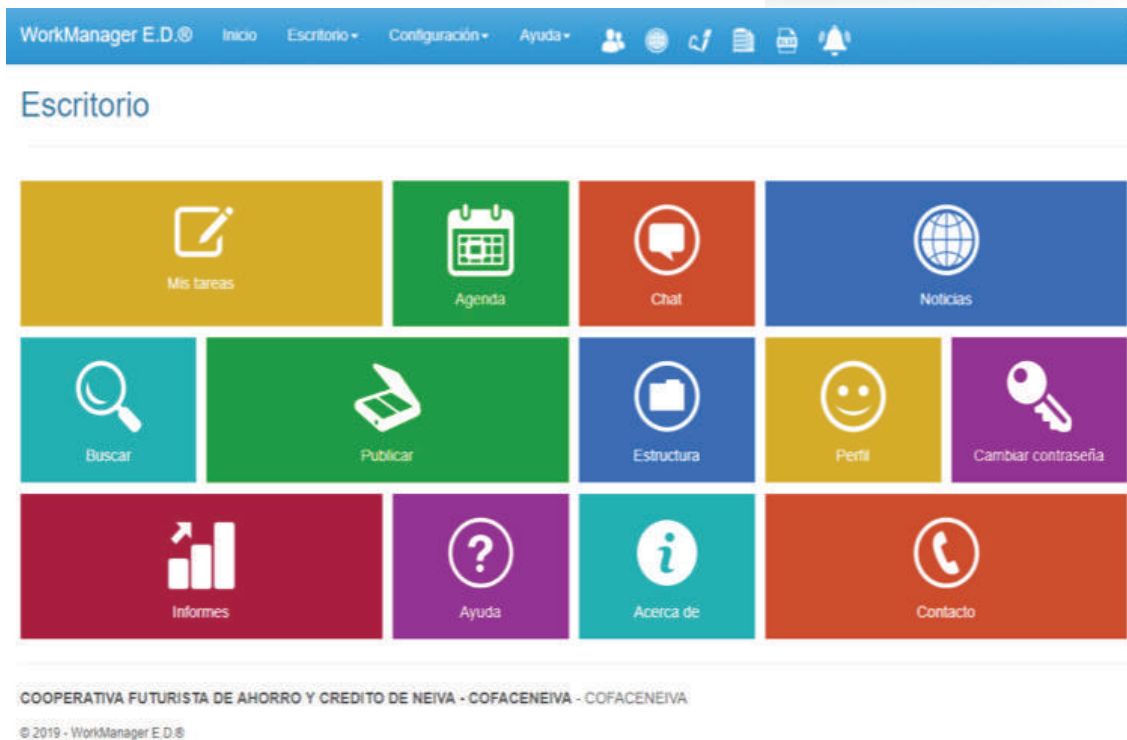 WorkManager E.D.® Inicio Escritorio Configuración Ayuda
Escritorio
Mis tareas
Agenda
Chat
Noticias
Buscar
Publicar
Estructura
Perfil
Cambiar contraseña
Informes
Ayuda
Acerca de
Contacto
COOPERATIVA FUTURISTA DE AHORRO Y CREDITO DE NEIVA - COFACENEIVA - COFACENEIVA
© 2019 - WorkManager E.D.®